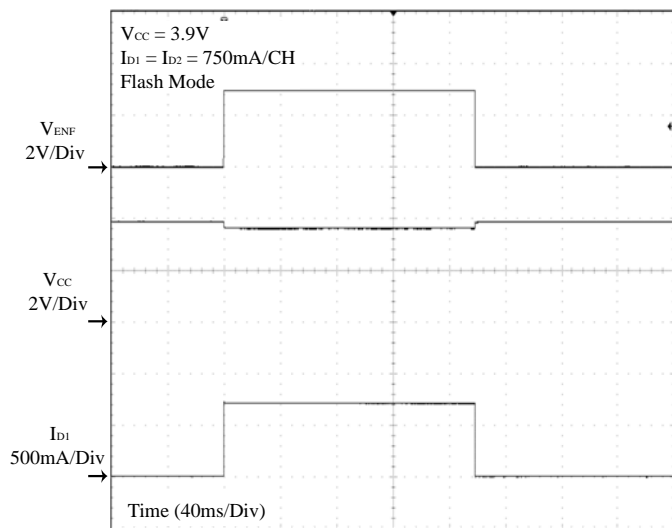 VCC = 3.9V
ID1 = ID2 = 750mA/CH
Flash Mode
VENF
2V/Div
VCC
2V/Div
ID1
500mA/Div
Time (40ms/Div)